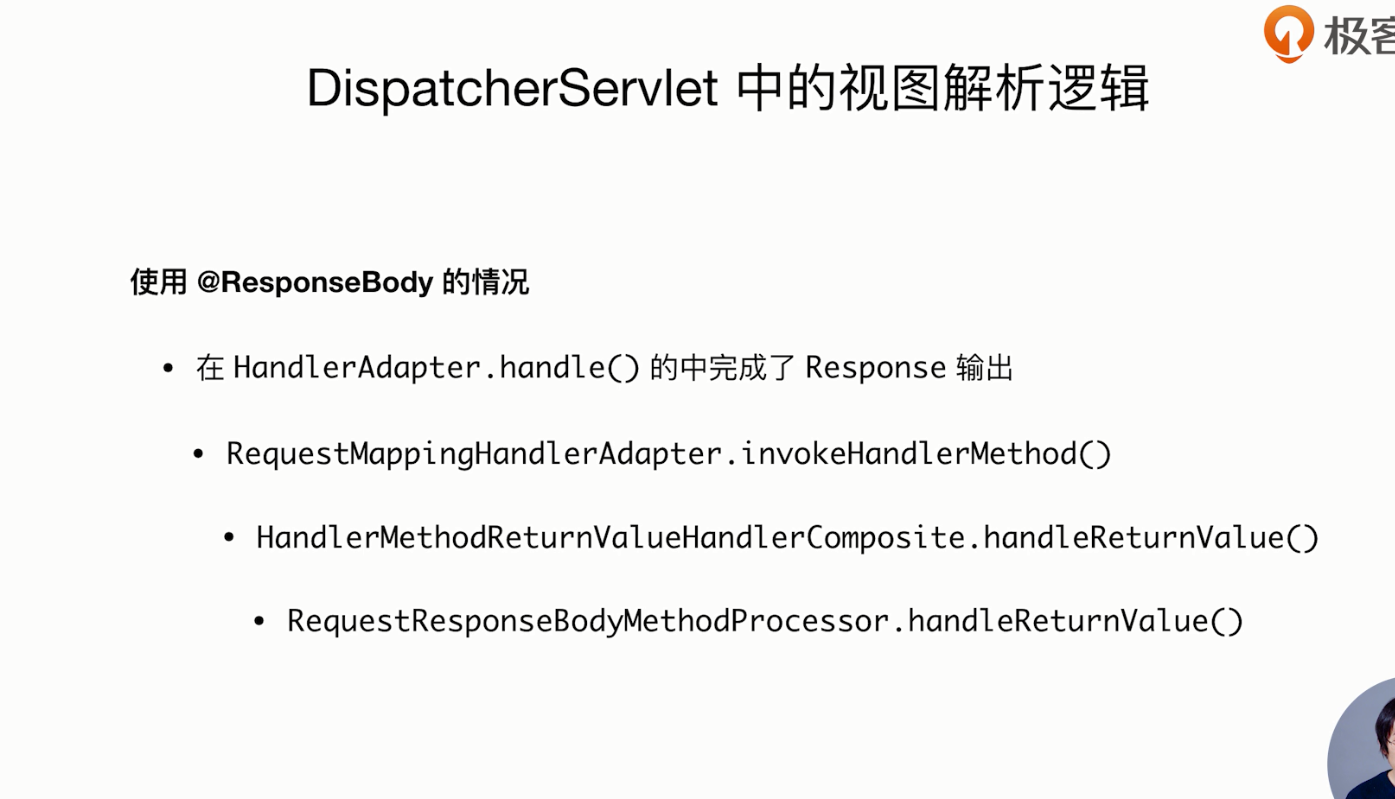 极客
DispatcherServlet 中的视图解析逻辑
使用 @ResponseBody 的情况
• 在 HandlerAdapter.handle() 的中完成了 Response 输出
• RequestMappingHandlerAdapter.invokeHandlerMethod()
• HandlerMethodReturnValueHandlerComposite.handleReturnValue()
• RequestResponseBodyMethodProcessor.handleReturnValue()